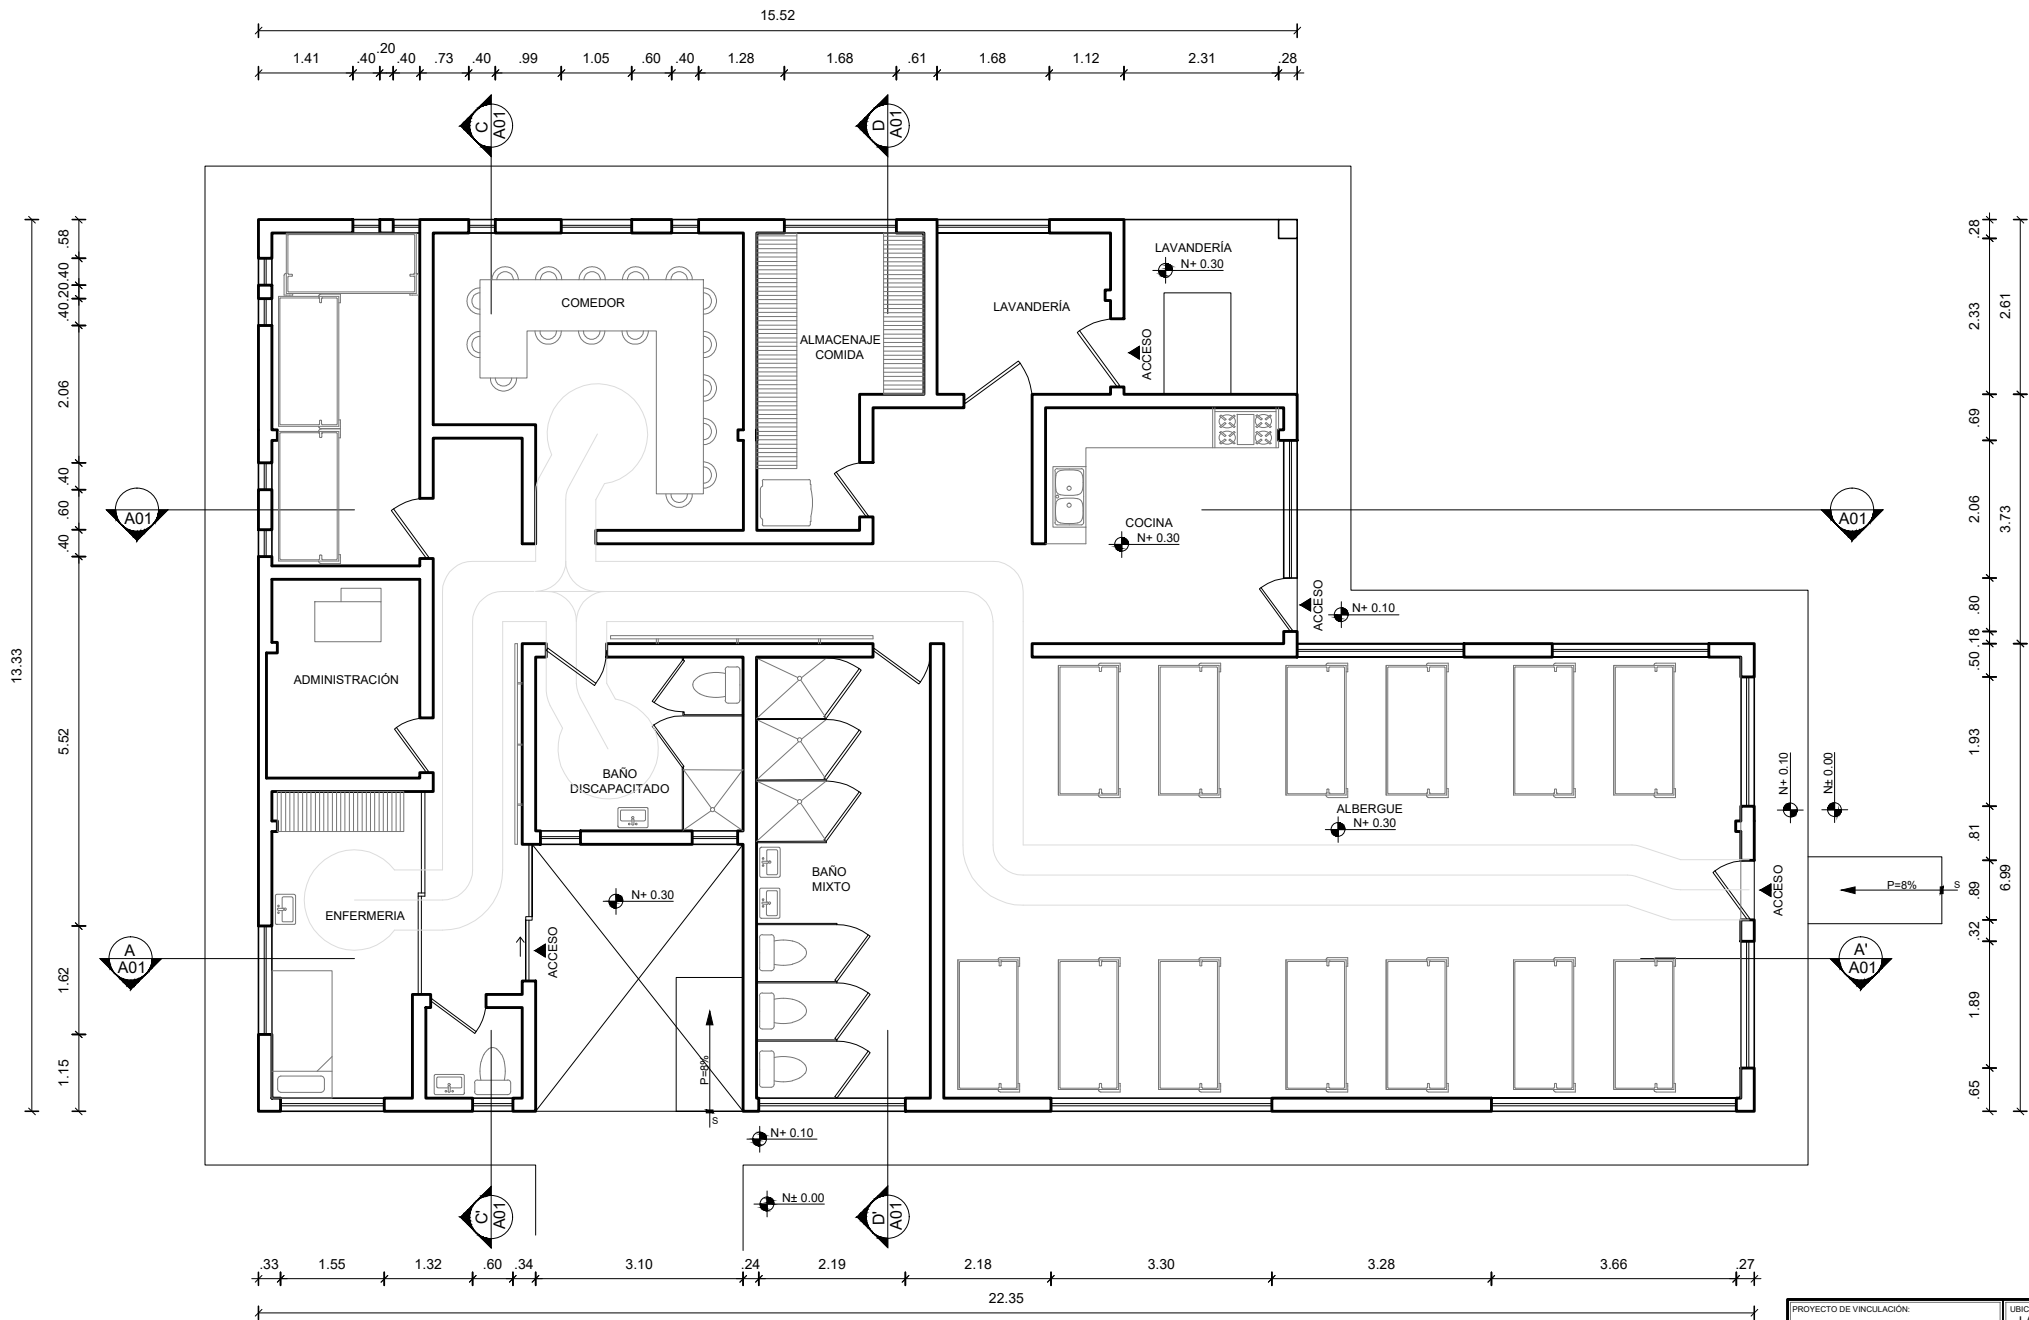 15.52
1.41 .40 .20 .40 .73 .40 .99 1.05 .60 .40 1.28 1.68 .61 1.68 1.12 2.31 .28
C
A01
D
A01
13.33
.58
.40
.20
.40
2.06
.40
.60
.40
5.52
1.62
1.15
.28
2.33
.69
2.06
.80
.18
.50
1.93
.81
.89
.32
1.89
.65
2.61
3.73
6.99
LAVANDERÍA
N+ 0.30
COMEDOR
LAVANDERÍA
ALMACENAJE
COMIDA
ACCESO
A01
A01
COCINA
N+ 0.30
ACCESO
N+ 0.10
ADMINISTRACIÓN
BAÑO
DISCAPACITADO
ALBERGUE
N+ 0.30
N+ 0.10
N± 0.00
BAÑO
MIXTO
ENFERMERIA
N+ 0.30
ACCESO
ACCESO
P=8%
S
A
A01
A'
A01
P=8%
S
N+ 0.10
N± 0.00
C'
A01
D'
A01
.33 1.55 1.32 .60 .34 3.10 .24 2.19 2.18 3.30 3.28 3.66 .27
22.35
PROYECTO DE VINCULACIÓN: